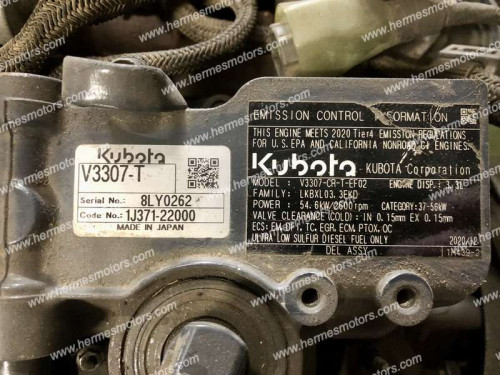 Kubota
V3307-T
Serial No.: 8LY0262
Code No.: 1J371-22000
MADE IN JAPAN
EMISSION CONTROL INFORMATION
THIS ENGINE MEETS 2020 Tier4 EMISSION REGULATIONS
FOR U.S. EPA AND CALIFORNIA NONROAD CI ENGINES.
Kubota KUBOTA Corporation
MODEL : V3307-CR-T-EF02 ENGINE DISP.: 3.31
FAMILY: LKBXL03.3EKD
POWER : 54.6kW/2600rpm CATEGORY: 37-56kW
VALVE CLEARANCE(COLD) : IN 0.15mm EX 0.15mm
ECS: EM, DFI, TC, EGR, ECM, PTOX, OC
ULTRA LOW SULFUR DIESEL FUEL ONLY
DEL ASSY
www.hermesmotors.com